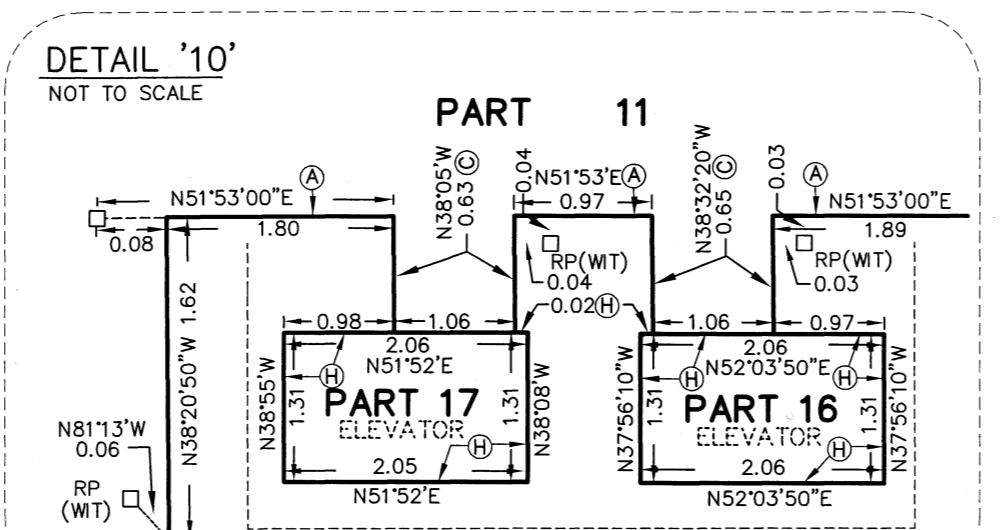 DETAIL '10'
NOT TO SCALE
PART 11
N51°53'00"E
A
0.08
1.80
N38°05'W
0.63 C
0.04
N51°53'E A
0.97
N38°32'20"W
0.65 C
0.03
A
N51°53'00"E
1.89
RP(WIT)
0.04
0.02 H
RP(WIT)
0.03
N38°20'50"W 1.62
0.98
1.06
2.06
N51°52'E
N38°55'W
1.31
H
PART 17
ELEVATOR
1.31
N38°08'W
H
2.05
N51°52'E
1.06
0.97
2.06
N52°03'50"E
N37°56'10"W
1.31
H
H
PART 16
ELEVATOR
1.31
N37°56'10"W
H
2.06
N52°03'50"E
N81°13'W
0.06
RP
(WIT)